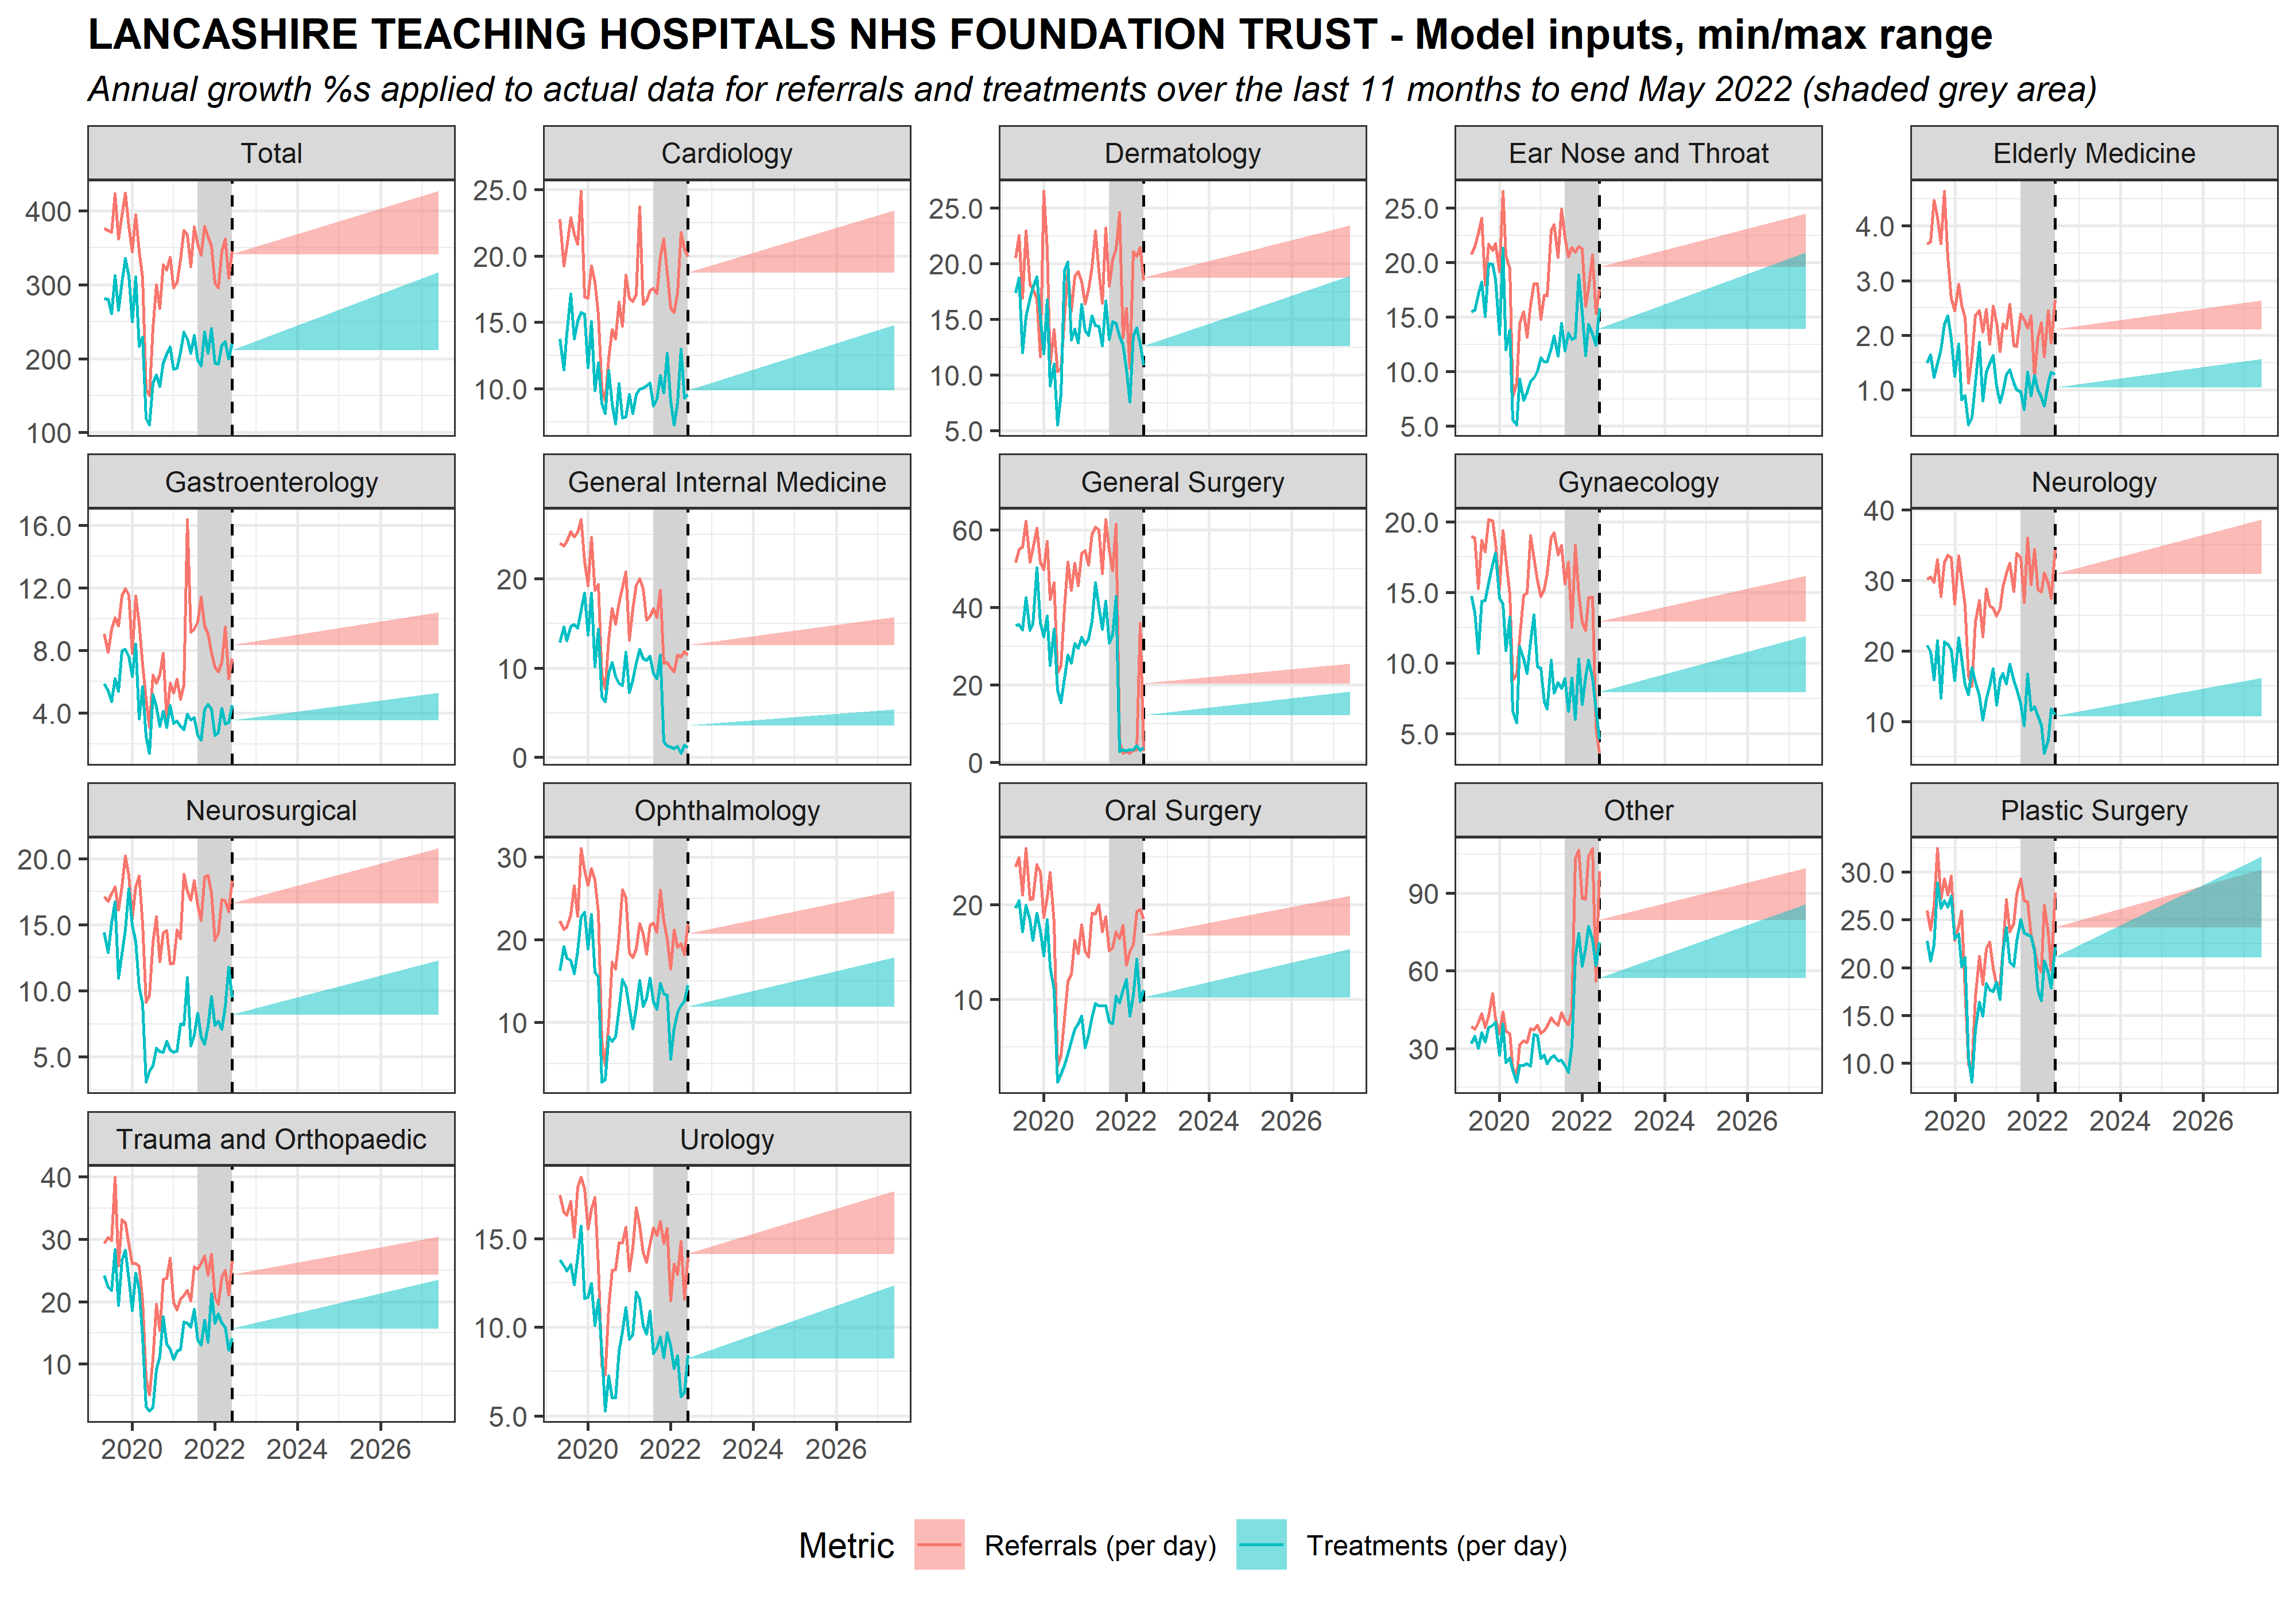 LANCASHIRE TEACHING HOSPITALS NHS FOUNDATION TRUST - Model inputs, min/max range
Annual growth %s applied to actual data for referrals and treatments over the last 11 months to end May 2022 (shaded grey area)
Total
400
300
200
100
Cardiology
25.0
20.0
15.0
10.0
Dermatology
25.0
20.0
15.0
10.0
5.0
Ear Nose and Throat
25.0
20.0
15.0
10.0
5.0
Elderly Medicine
4.0
3.0
2.0
1.0
Gastroenterology
16.0
12.0
8.0
4.0
General Internal Medicine
20
10
0
General Surgery
60
40
20
0
Gynaecology
20.0
15.0
10.0
5.0
Neurology
40
30
20
10
Neurosurgical
20.0
15.0
10.0
5.0
Ophthalmology
30
20
10
Oral Surgery
20
10
2020 2022 2024 2026
Other
90
60
30
2020 2022 2024 2026
Plastic Surgery
30.0
25.0
20.0
15.0
10.0
2020 2022 2024 2026
Trauma and Orthopaedic
40
30
20
10
2020 2022 2024 2026
Urology
15.0
10.0
5.0
2020 2022 2024 2026
Metric Referrals (per day) Treatments (per day)